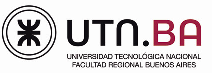 UTN.BA
UNIVERSIDAD TECNOLÓGICA NACIONAL
FACULTAD REGIONAL BUENOS AIRES